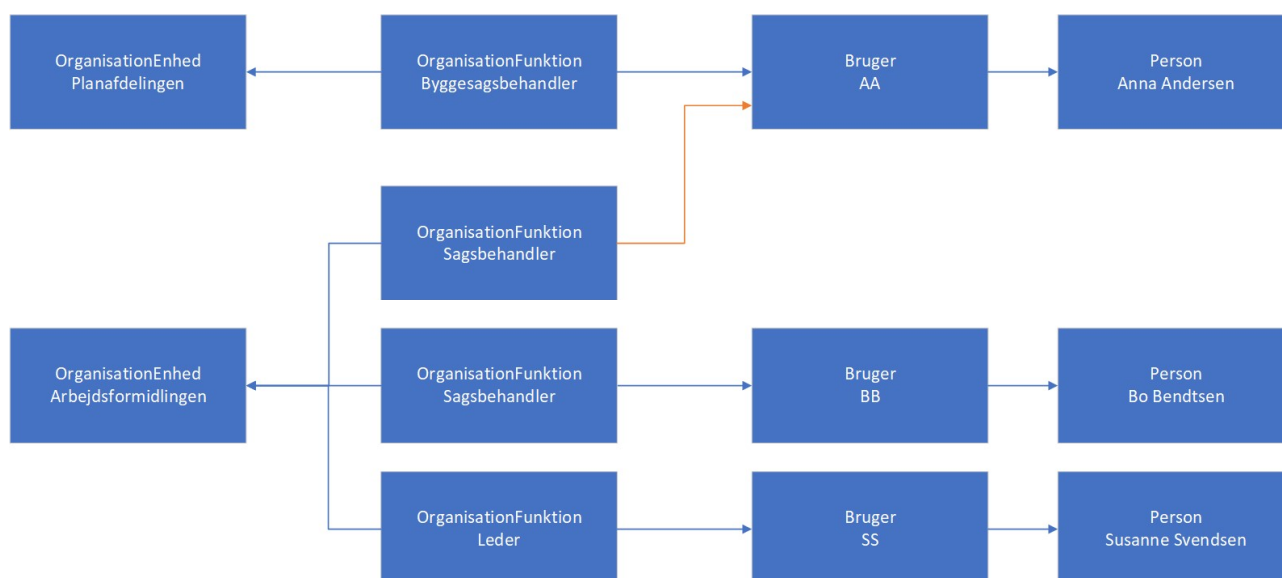 OrganisationEnhed
Planafdelingen
OrganisationFunktion
Byggesagsbehandler
Bruger
AA
Person
Anna Andersen
OrganisationFunktion
Sagsbehandler
OrganisationEnhed
Arbejdsformidlingen
OrganisationFunktion
Sagsbehandler
Bruger
BB
Person
Bo Bendtsen
OrganisationFunktion
Leder
Bruger
SS
Person
Susanne Svendsen